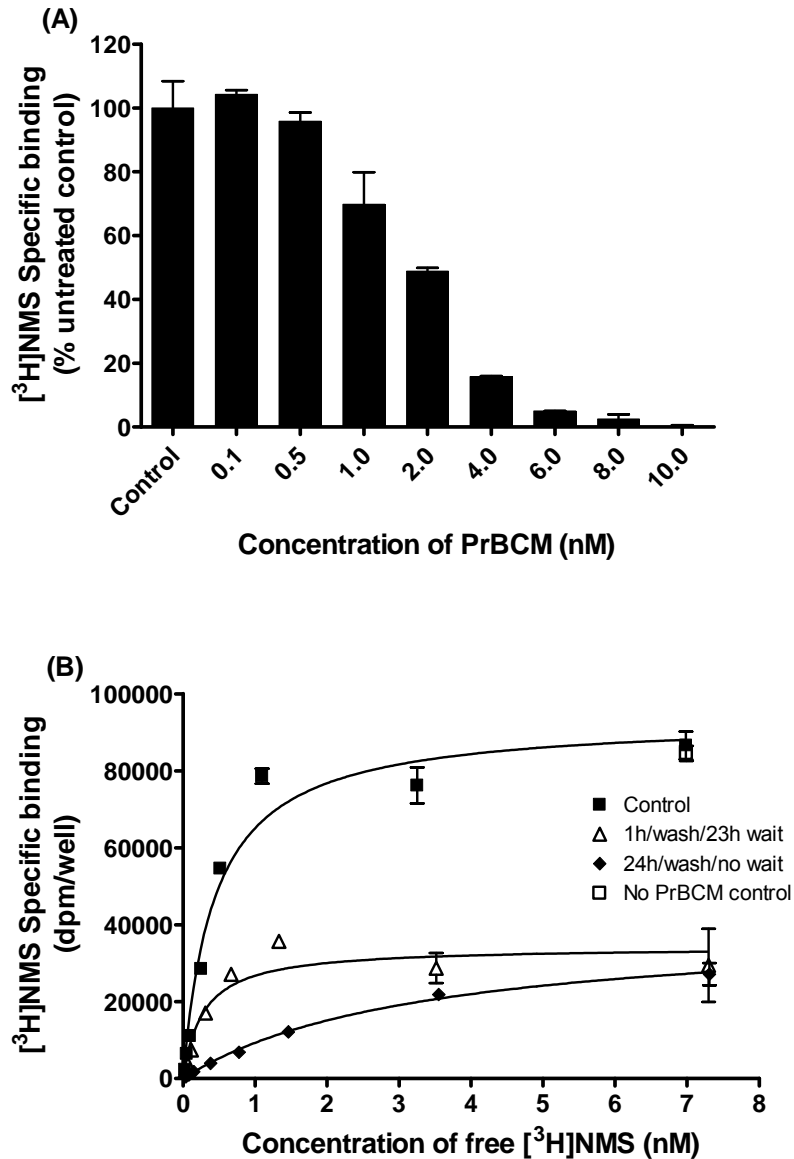 (A)
[³H]NMS Specific binding
(% untreated control)
120
100
80
60
40
20
0
Control
0.1
0.5
1.0
2.0
4.0
6.0
8.0
10.0
Concentration of PrBCM (nM)
(B)
[³H]NMS Specific binding
(dpm/well)
100000
80000
60000
40000
20000
0
Control
1h/wash/23h wait
24h/wash/no wait
No PrBCM control
0 1 2 3 4 5 6 7 8
Concentration of free [³H]NMS (nM)